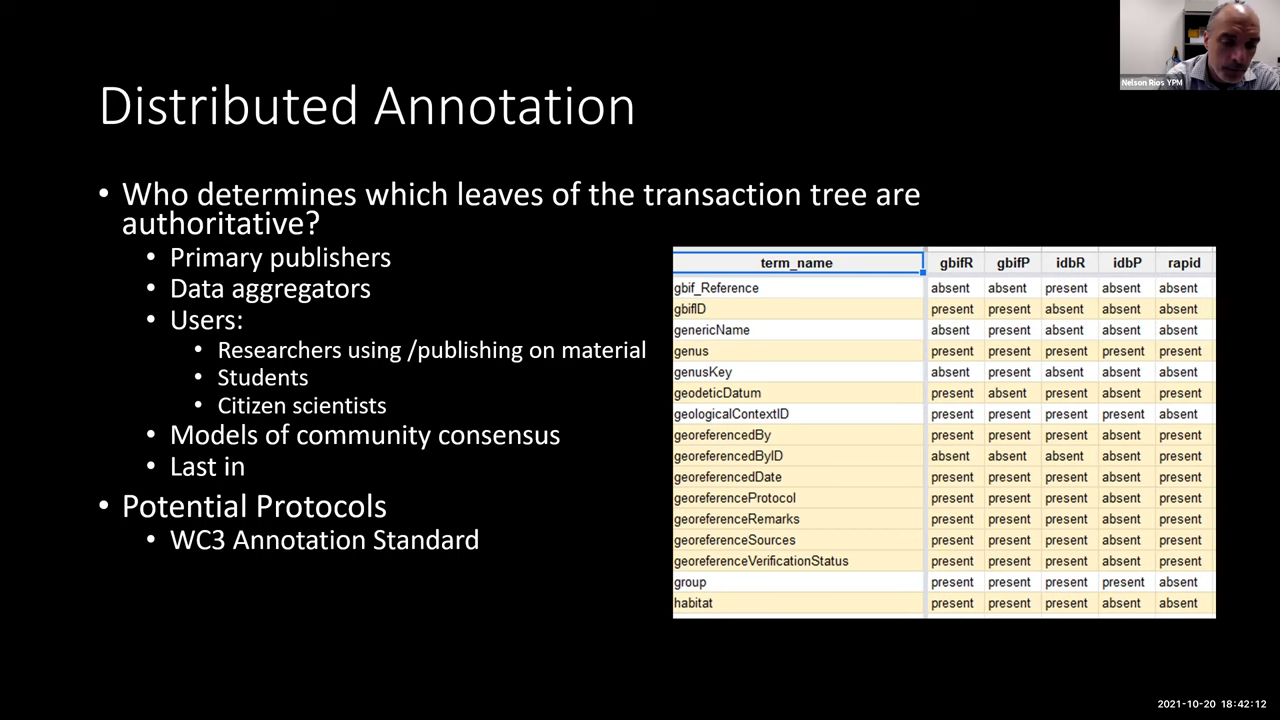 Nelson Rios YPM
Distributed Annotation
• Who determines which leaves of the transaction tree are
authoritative?
• Primary publishers
• Data aggregators
• Users:
• Researchers using /publishing on material
• Students
• Citizen scientists
• Models of community consensus
• Last in
• Potential Protocols
• WC3 Annotation Standard
term_name gbifR gbifP idbR idbP rapid
gbif_Reference absent absent present absent absent
gbifID present present absent absent absent
genericName absent present absent absent absent
genus present present present present present
genusKey absent present absent absent absent
geodeticDatum present absent present absent present
geologicalContextID present present present present absent
georeferencedBy present present present absent present
georeferencedByID absent absent absent absent present
georeferencedDate present present present absent present
georeferenceProtocol present present present absent present
georeferenceRemarks present present present absent present
georeferenceSources present present present absent present
georeferenceVerificationStatus present present present absent present
group present present present present absent
habitat present present present absent absent
2021-10-20 18:42:12